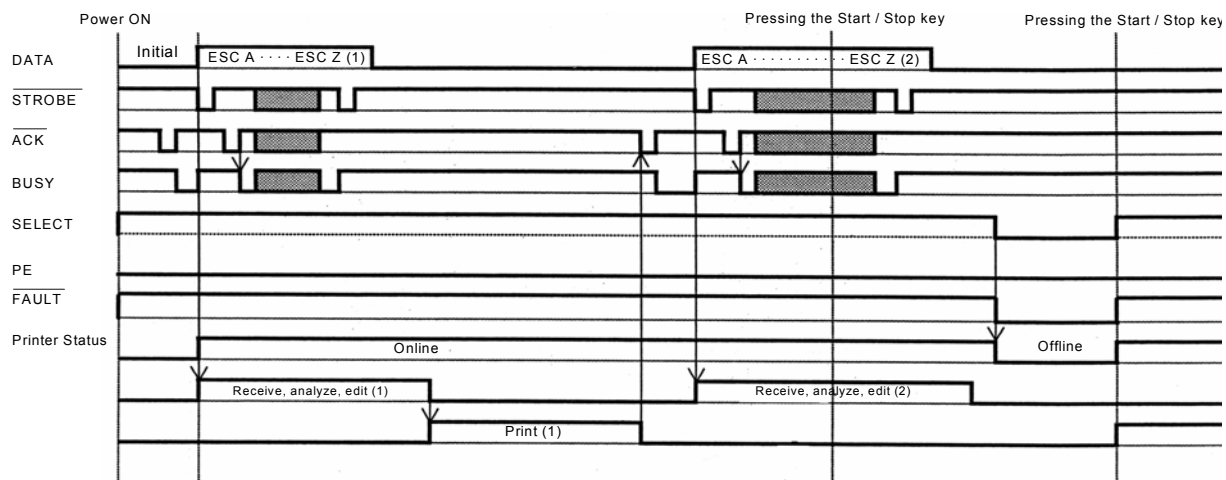 Power ON
Pressing the Start / Stop key
Pressing the Start / Stop key
DATA
Initial
ESC A ···· ESC Z (1)
ESC A ··········· ESC Z (2)
STROBE
ACK
BUSY
SELECT
PE
FAULT
Printer Status
Online
Offline
Receive, analyze, edit (1)
Receive, analyze, edit (2)
Print (1)